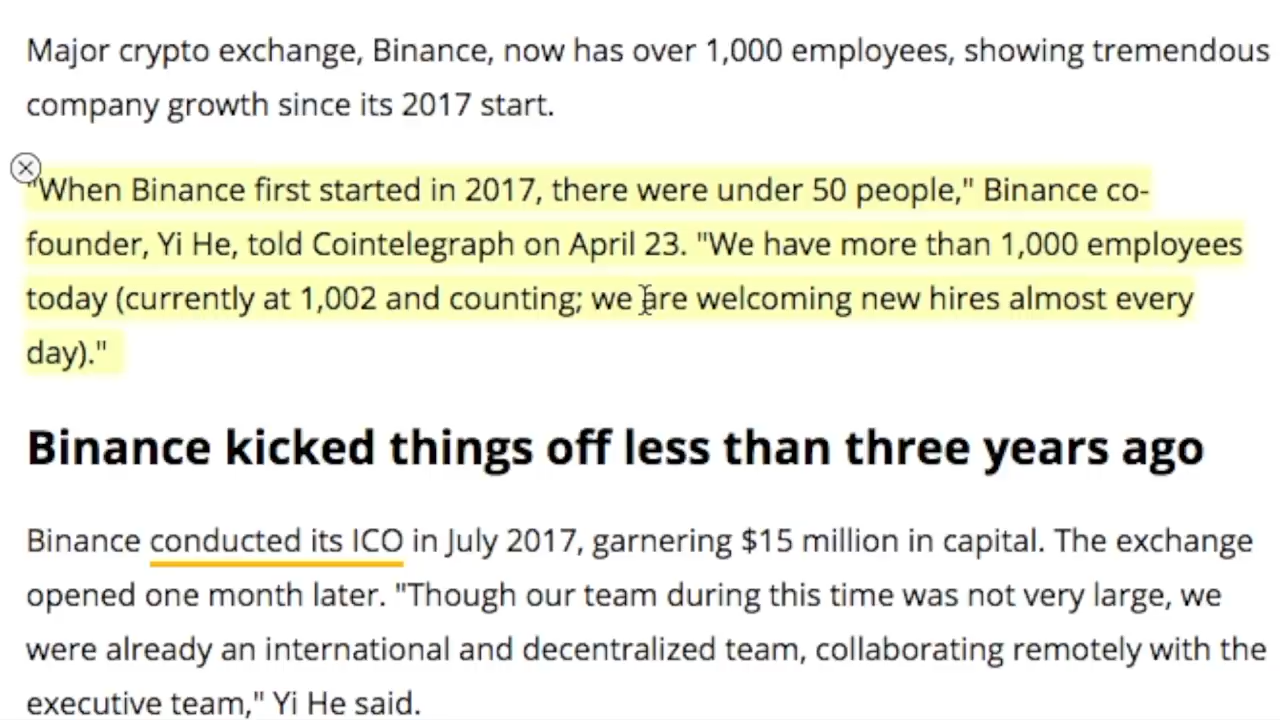 Major crypto exchange, Binance, now has over 1,000 employees, showing tremendous
company growth since its 2017 start.
"When Binance first started in 2017, there were under 50 people," Binance co-
founder, Yi He, told Cointelegraph on April 23. "We have more than 1,000 employees
today (currently at 1,002 and counting; we are welcoming new hires almost every
day)."
Binance kicked things off less than three years ago
Binance conducted its ICO in July 2017, garnering $15 million in capital. The exchange
opened one month later. "Though our team during this time was not very large, we
were already an international and decentralized team, collaborating remotely with the
executive team," Yi He said.